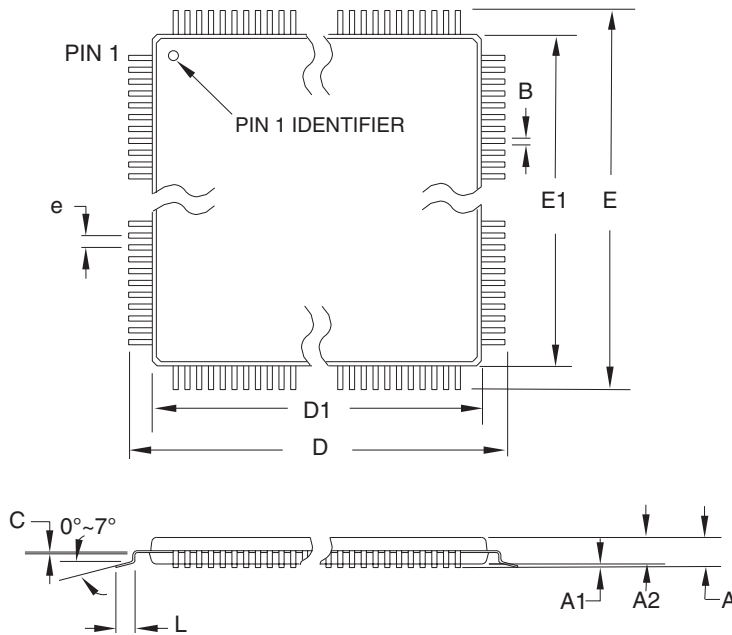 PIN 1
PIN 1 IDENTIFIER
B
e
E1
E
D1
D
C
0°~7°
L
A1
A2
A